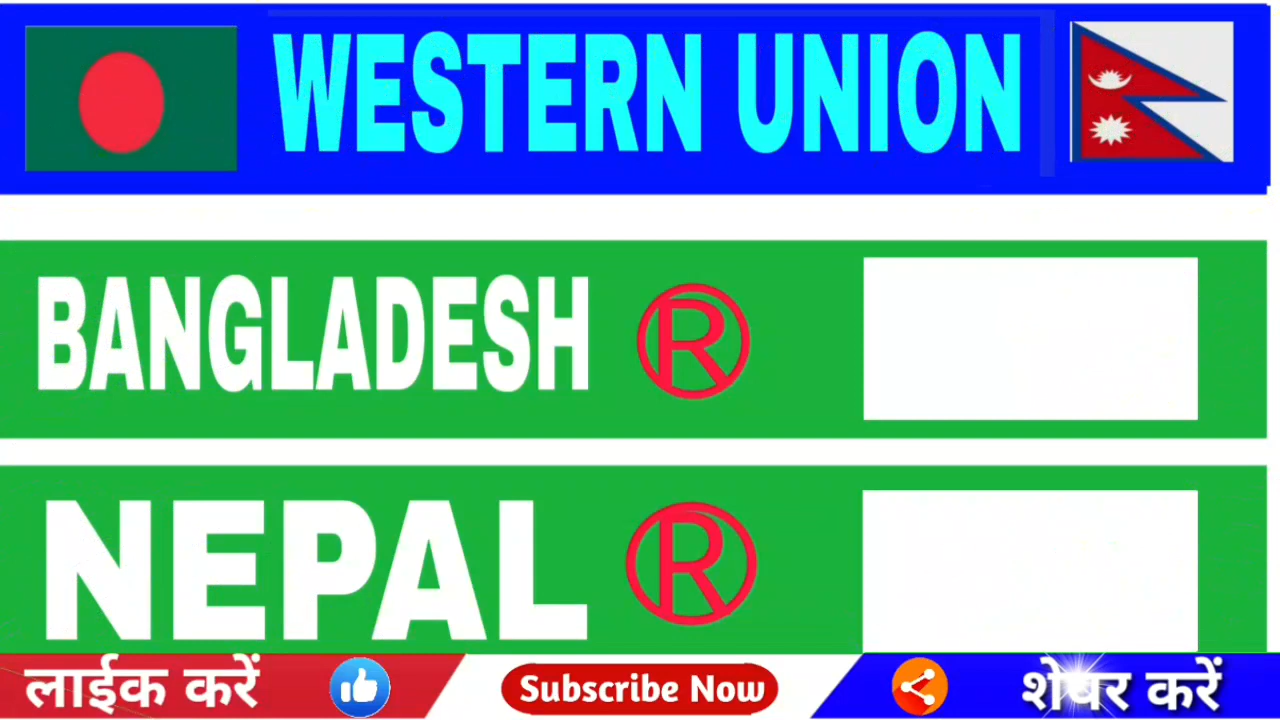 WESTERN UNION
BANGLADESH ®
NEPAL ®
लाईक करें
Subscribe Now
शेयर करें